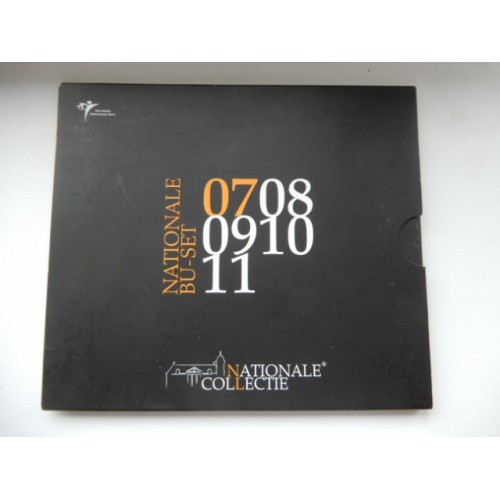 NATIONALE
BU-SET
0708
0910
11
NATIONALE®
COLLECTIE